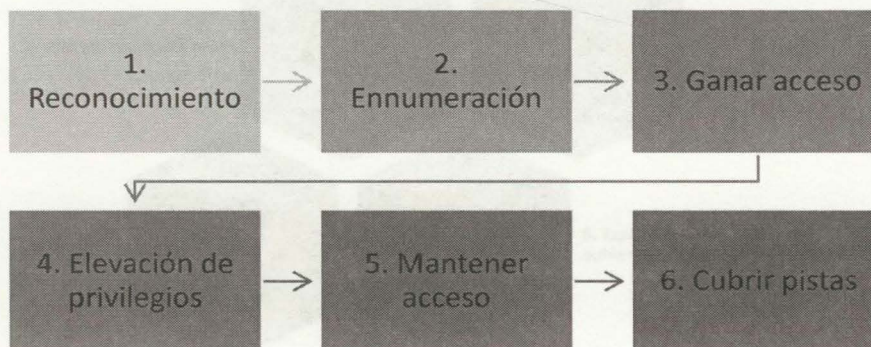 1.
Reconocimiento
2.
Ennumeración
3. Ganar acceso
4. Elevación de
privilegios
5. Mantener
acceso
6. Cubrir pistas